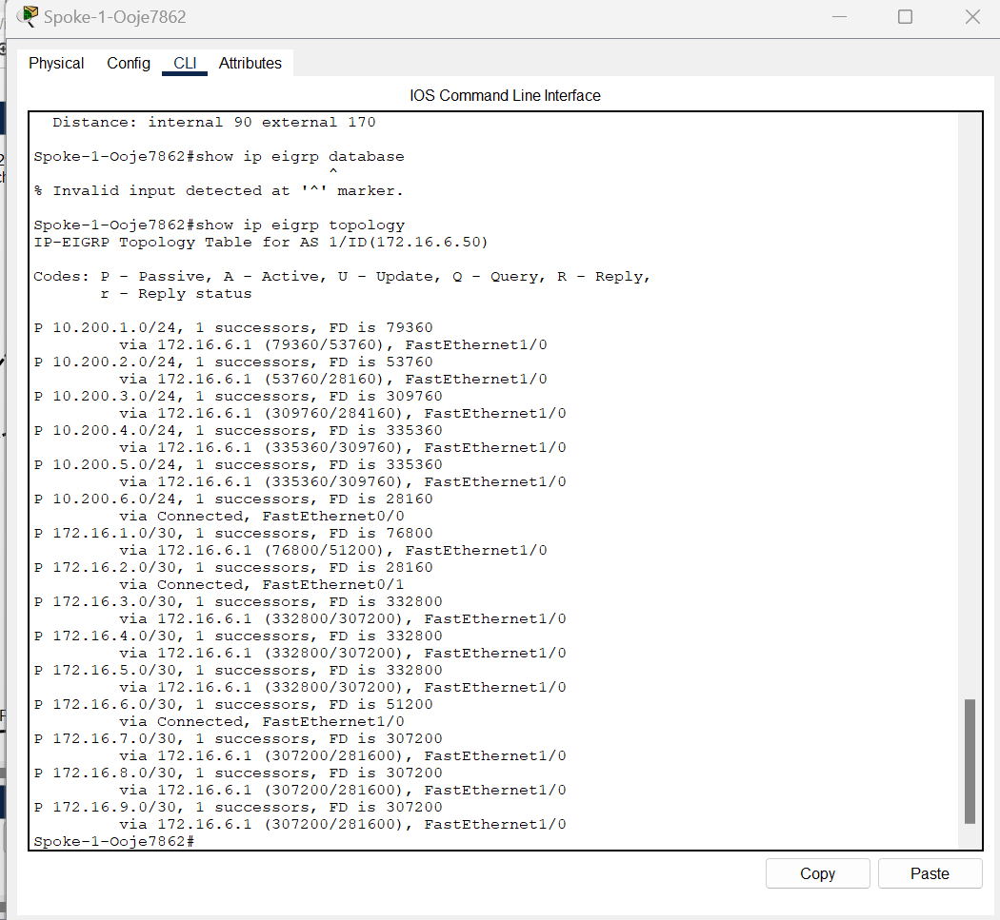 Spoke-1-Ooje7862
Physical Config CLI Attributes
IOS Command Line Interface
Distance: internal 90 external 170
Spoke-1-Ooje7862#show ip eigrp database
^
% Invalid input detected at '^' marker.
Spoke-1-Ooje7862#show ip eigrp topology
IP-EIGRP Topology Table for AS 1/ID(172.16.6.50)
Codes: P - Passive, A - Active, U - Update, Q - Query, R - Reply,
r - Reply status
P 10.200.1.0/24, 1 successors, FD is 79360
via 172.16.6.1 (79360/53760), FastEthernet1/0
P 10.200.2.0/24, 1 successors, FD is 53760
via 172.16.6.1 (53760/28160), FastEthernet1/0
P 10.200.3.0/24, 1 successors, FD is 309760
via 172.16.6.1 (309760/284160), FastEthernet1/0
P 10.200.4.0/24, 1 successors, FD is 335360
via 172.16.6.1 (335360/309760), FastEthernet1/0
P 10.200.5.0/24, 1 successors, FD is 335360
via 172.16.6.1 (335360/309760), FastEthernet1/0
P 10.200.6.0/24, 1 successors, FD is 28160
via Connected, FastEthernet0/0
P 172.16.1.0/30, 1 successors, FD is 76800
via 172.16.6.1 (76800/51200), FastEthernet1/0
P 172.16.2.0/30, 1 successors, FD is 28160
via Connected, FastEthernet0/1
P 172.16.3.0/30, 1 successors, FD is 332800
via 172.16.6.1 (332800/307200), FastEthernet1/0
P 172.16.4.0/30, 1 successors, FD is 332800
via 172.16.6.1 (332800/307200), FastEthernet1/0
P 172.16.5.0/30, 1 successors, FD is 332800
via 172.16.6.1 (332800/307200), FastEthernet1/0
P 172.16.6.0/30, 1 successors, FD is 51200
via Connected, FastEthernet1/0
P 172.16.7.0/30, 1 successors, FD is 307200
via 172.16.6.1 (307200/281600), FastEthernet1/0
P 172.16.8.0/30, 1 successors, FD is 307200
via 172.16.6.1 (307200/281600), FastEthernet1/0
P 172.16.9.0/30, 1 successors, FD is 307200
via 172.16.6.1 (307200/281600), FastEthernet1/0
Spoke-1-Ooje7862#
Copy Paste